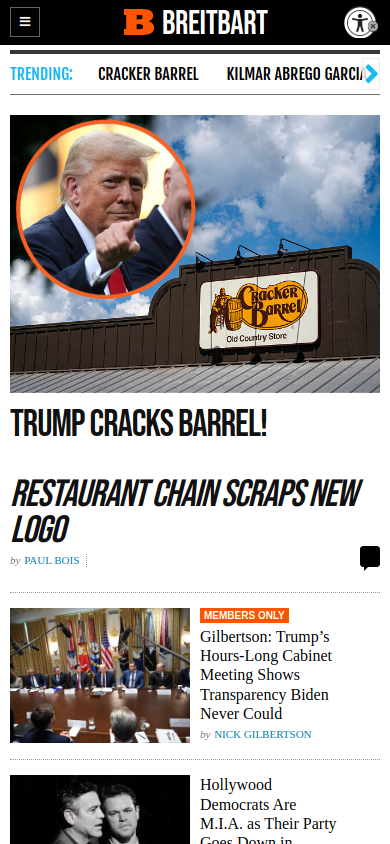 BREITBART
TRENDING:
CRACKER BARREL
KILMAR ABREGO GARCIA
Cracker
Barrel
Old Country Store
TRUMP CRACKS BARREL!
RESTAURANT CHAIN SCRAPS NEW
LOGO
by PAUL BOIS
MEMBERS ONLY
Gilbertson: Trump’s
Hours-Long Cabinet
Meeting Shows
Transparency Biden
Never Could
by NICK GILBERTSON
Hollywood
Democrats Are
M.I.A. as Their Party
Goes Down in